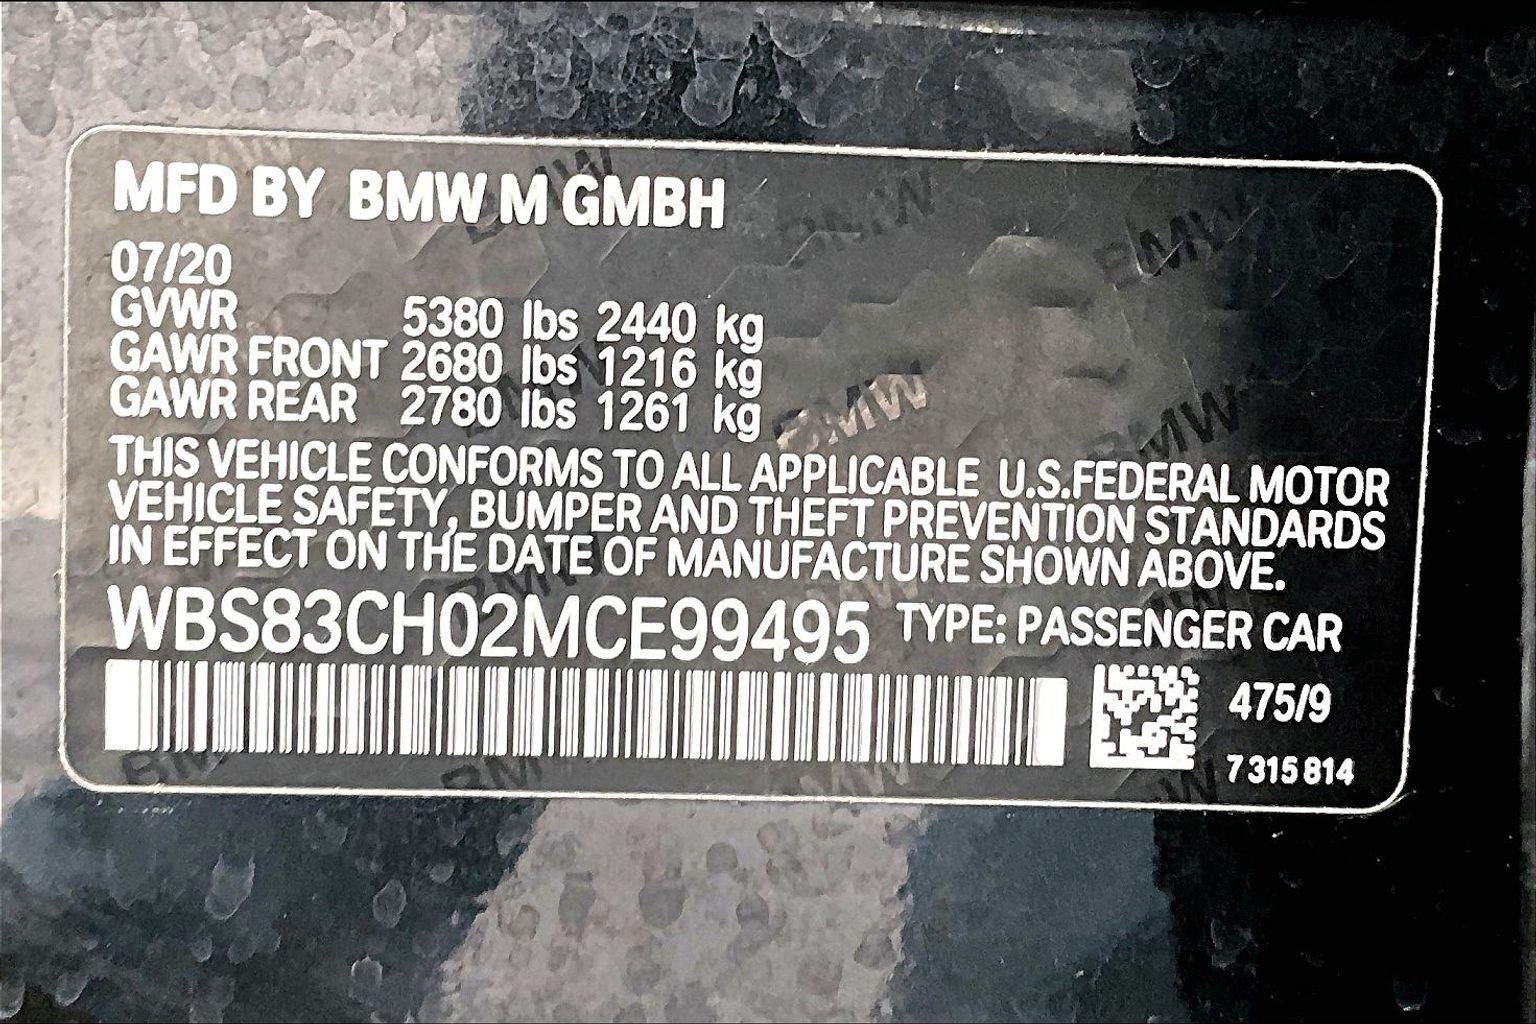 MFD BY BMW M GMBH
07/20
GVWR 5380 lbs 2440 kg
GAWR FRONT 2680 lbs 1216 kg
GAWR REAR 2780 lbs 1261 kg
THIS VEHICLE CONFORMS TO ALL APPLICABLE U.S.FEDERAL MOTOR
VEHICLE SAFETY, BUMPER AND THEFT PREVENTION STANDARDS
IN EFFECT ON THE DATE OF MANUFACTURE SHOWN ABOVE.
WBS83CH02MCE99495 TYPE: PASSENGER CAR
475/9
7 315 814